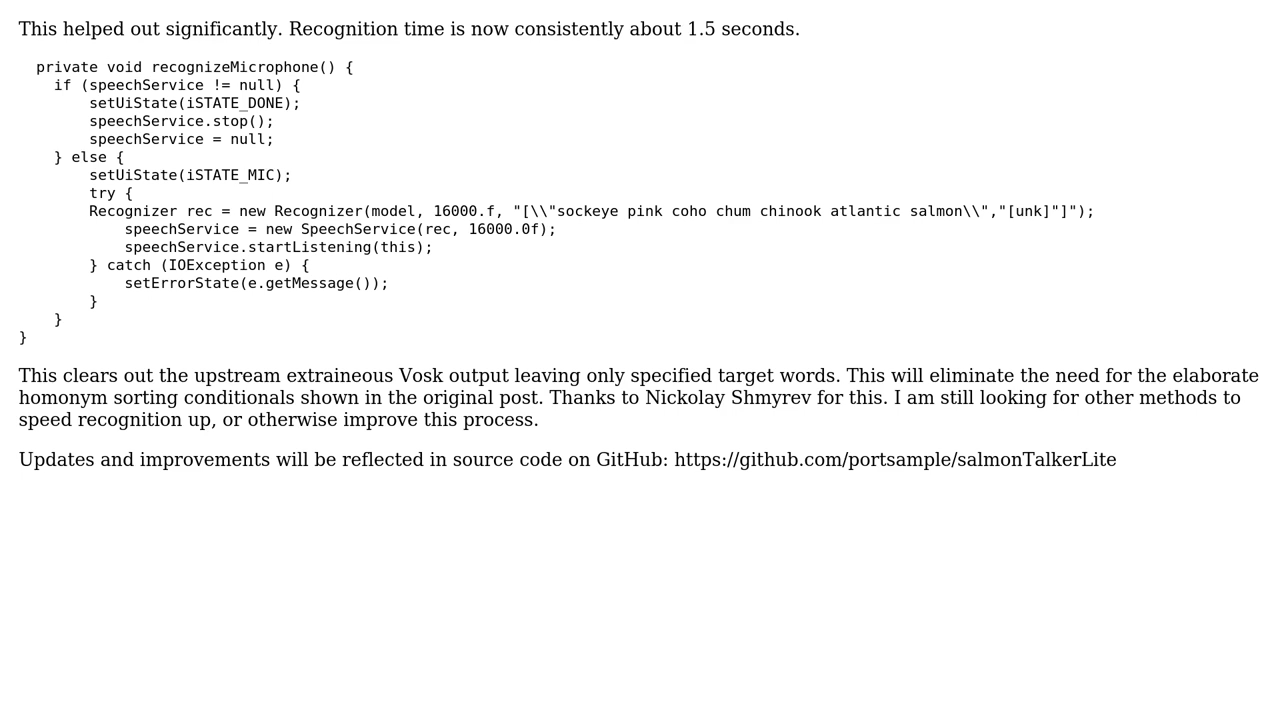 This helped out significantly. Recognition time is now consistently about 1.5 seconds.
  private void recognizeMicrophone() {
    if (speechService != null) {
        setUiState(iSTATE_DONE);
        speechService.stop();
        speechService = null;
    } else {
        setUiState(iSTATE_MIC);
        try {
        Recognizer rec = new Recognizer(model, 16000.f, "[\\"sockeye pink coho chum chinook atlantic salmon\\","[unk]"]");
            speechService = new SpeechService(rec, 16000.0f);
            speechService.startListening(this);
        } catch (IOException e) {
            setErrorState(e.getMessage());
        }
    }
}
This clears out the upstream extraineous Vosk output leaving only specified target words. This will eliminate the need for the elaborate
homonym sorting conditionals shown in the original post. Thanks to Nickolay Shmyrev for this. I am still looking for other methods to
speed recognition up, or otherwise improve this process.
Updates and improvements will be reflected in source code on GitHub: https://github.com/portsample/salmonTalkerLite